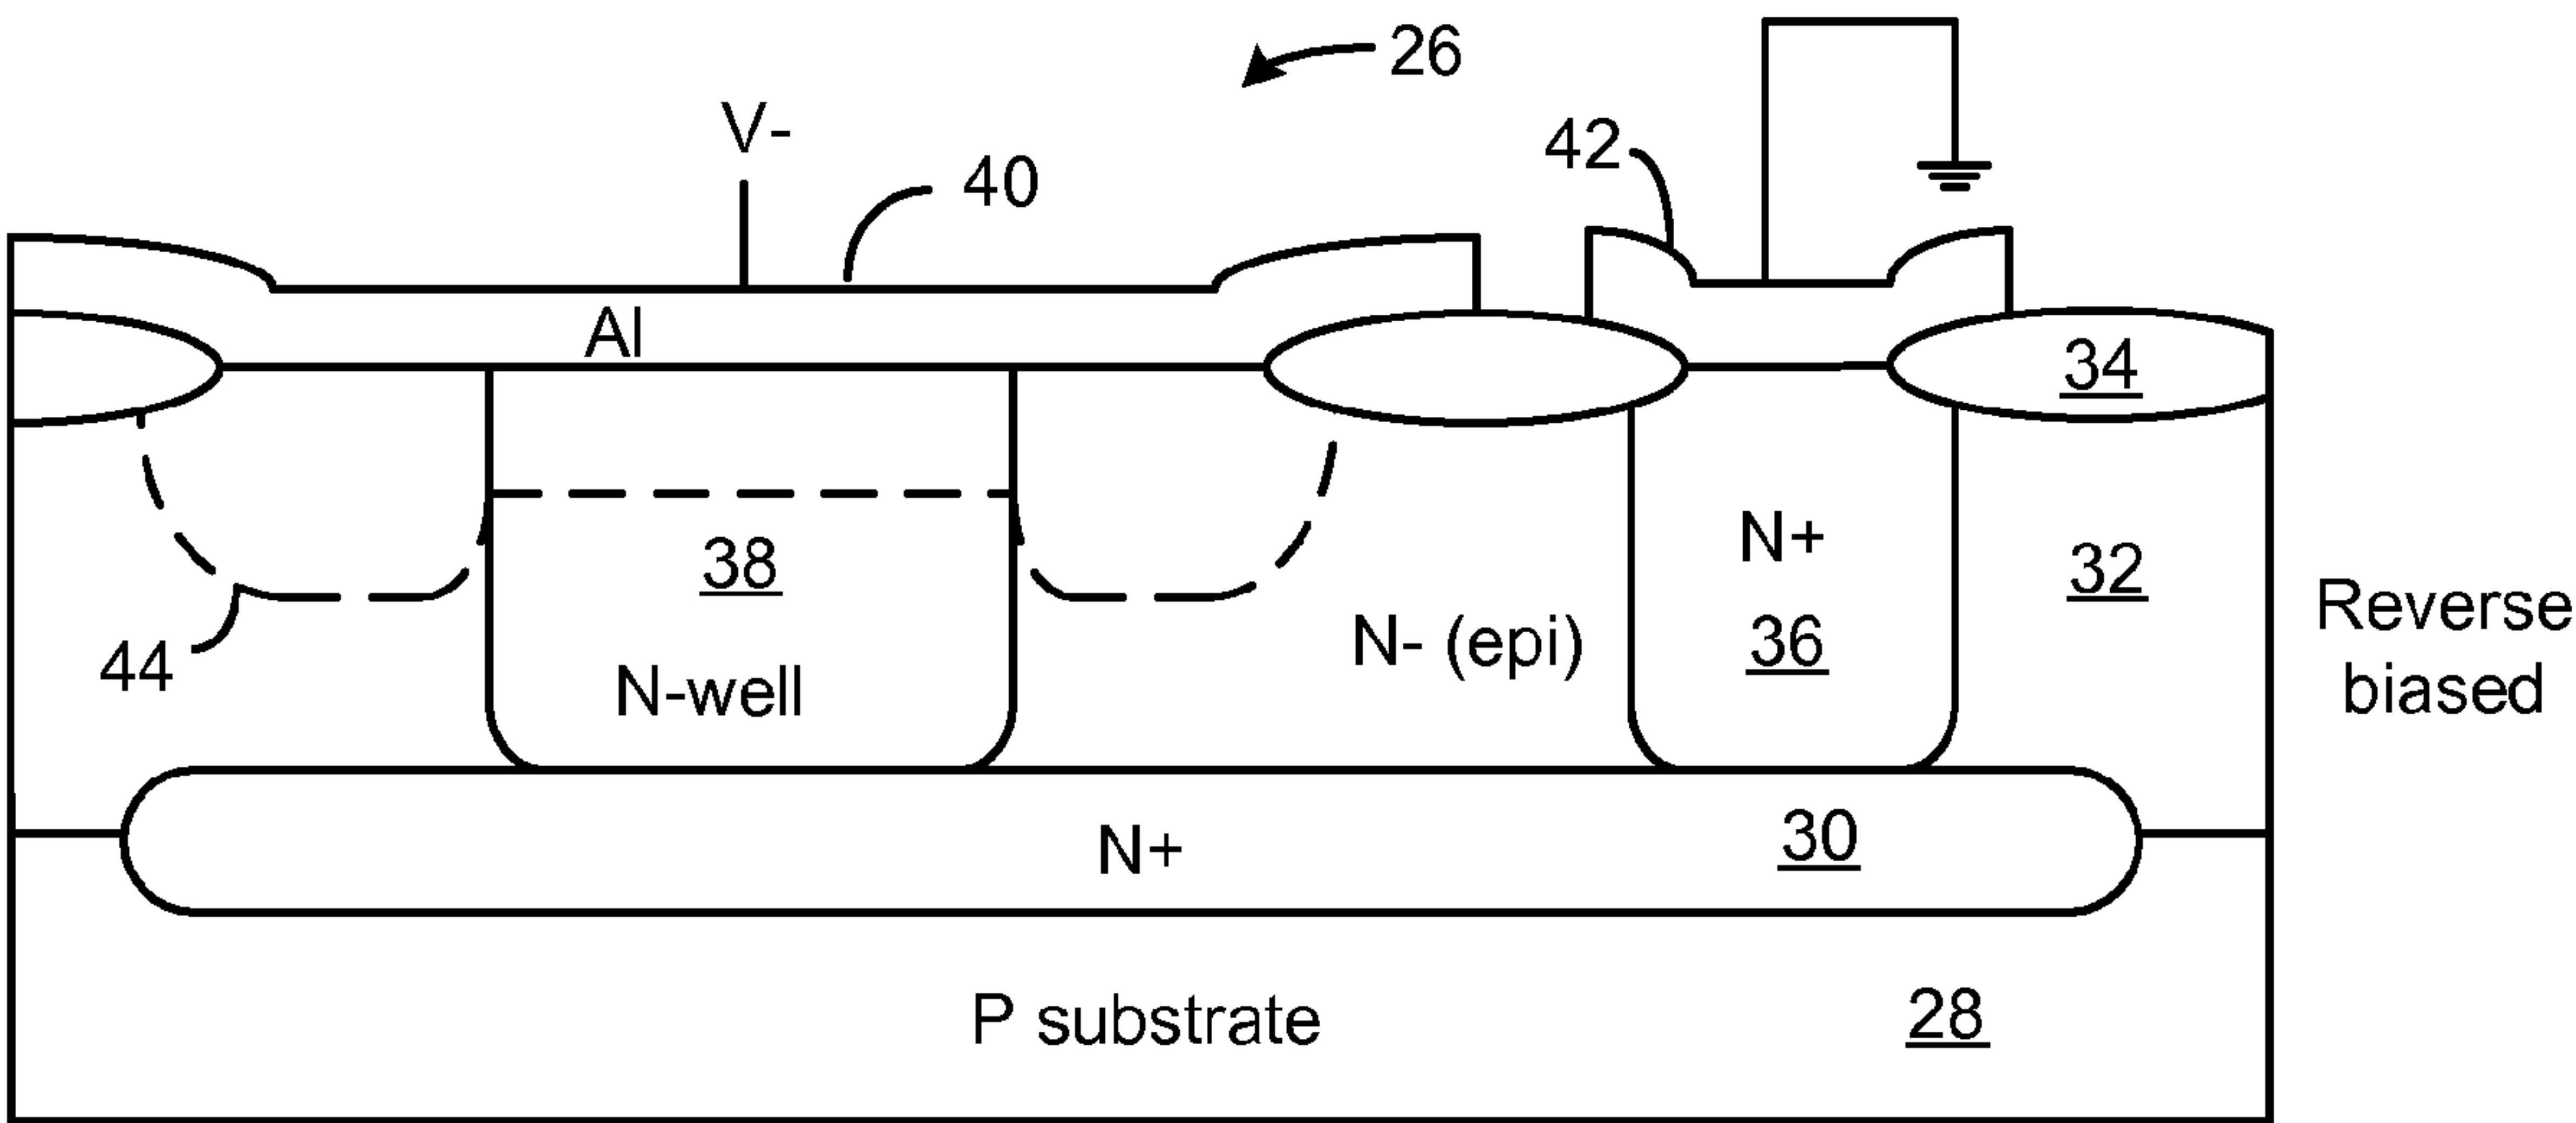 26
V-
42
40
Al
34
N+
38
32
Reverse
biased
N- (epi)
36
44
N-well
30
N+
P substrate
28